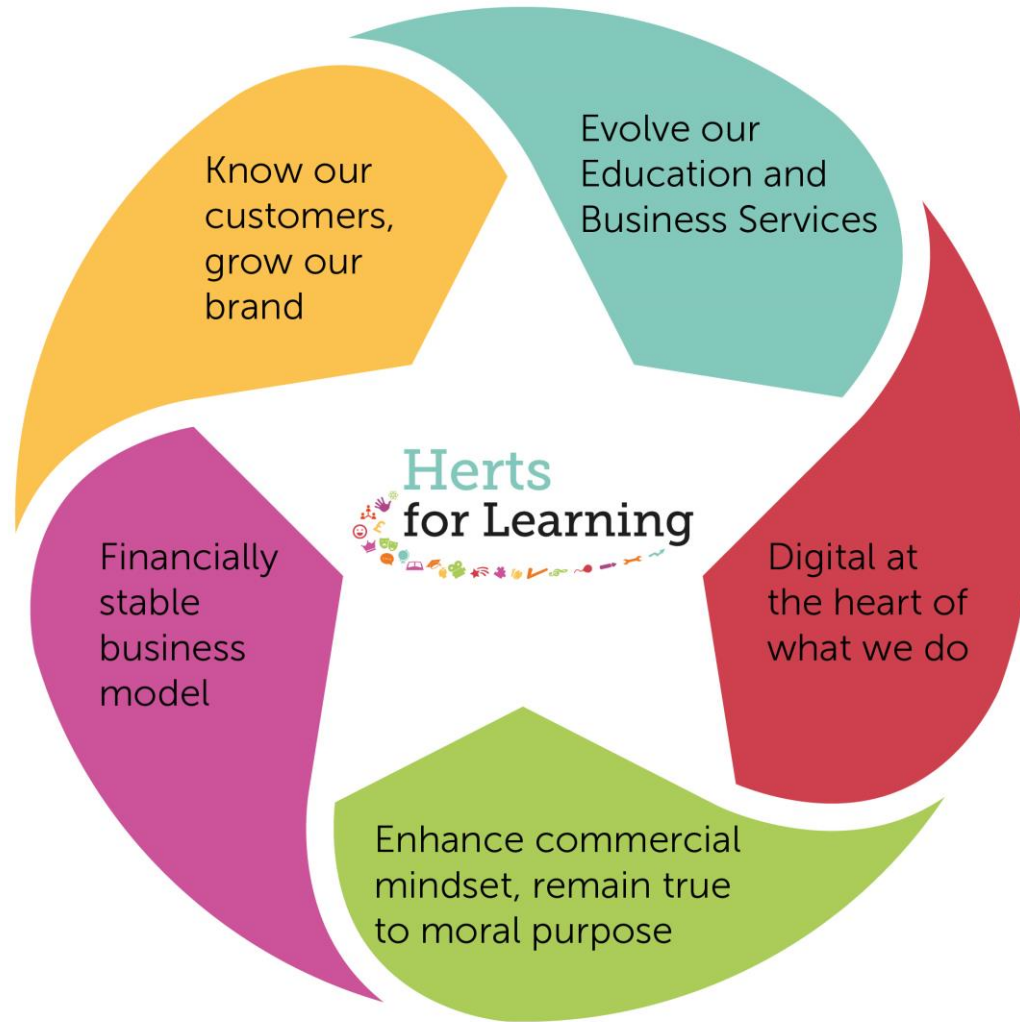 Know our
customers,
grow our
brand
Evolve our
Education and
Business Services
Herts
for Learning
Financially
stable
business
model
Digital at
the heart of
what we do
Enhance commercial
mindset, remain true
to moral purpose